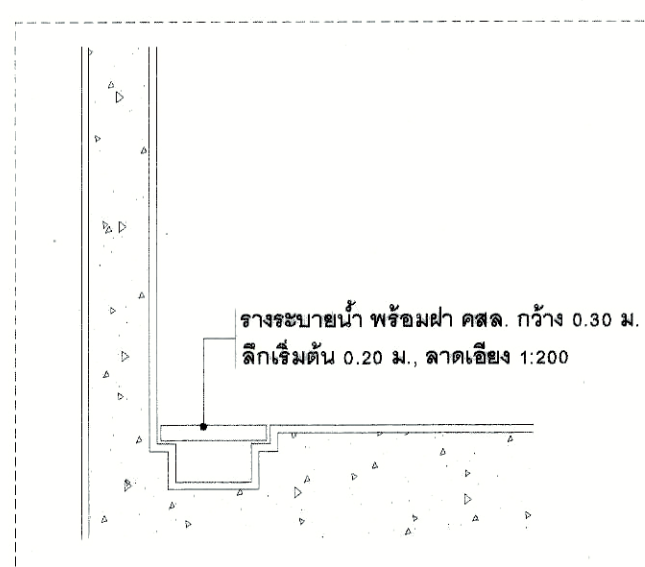 รางระบายน้ำ พร้อมฝา คสล. กว้าง 0.30 ม.
ลึกเริ่มต้น 0.20 ม., ลาดเอียง 1:200